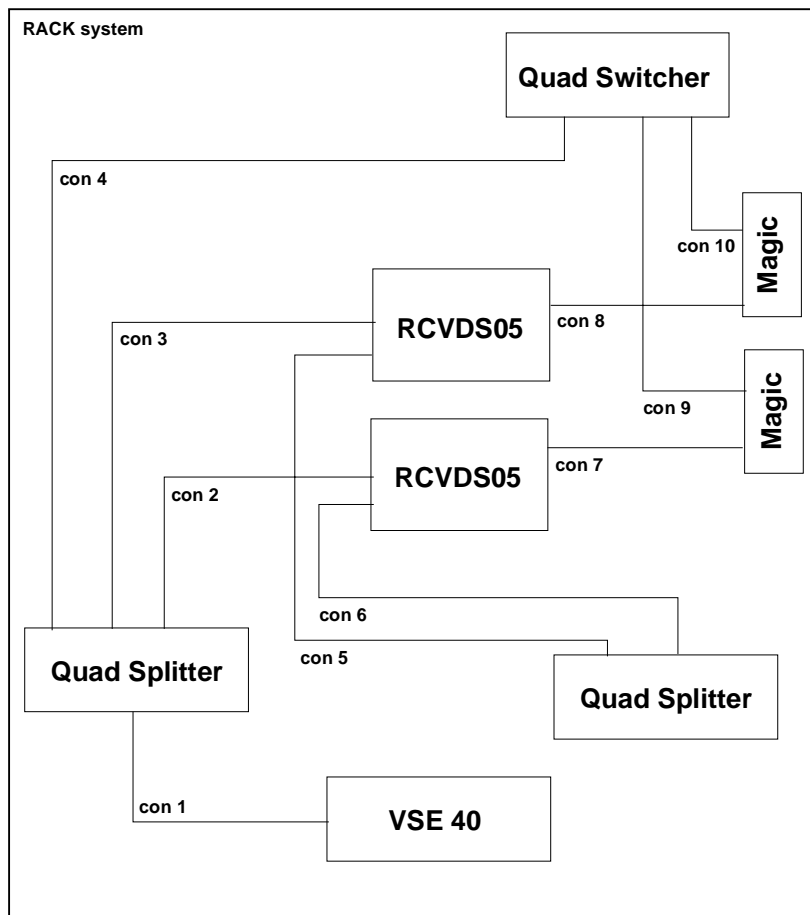 RACK system
Quad Switcher
con 4
con 10
Magic
RCVDS05
con 3
con 8
Magic
con 9
RCVDS05
con 2
con 7
con 6
con 5
Quad Splitter
Quad Splitter
con 1
VSE 40